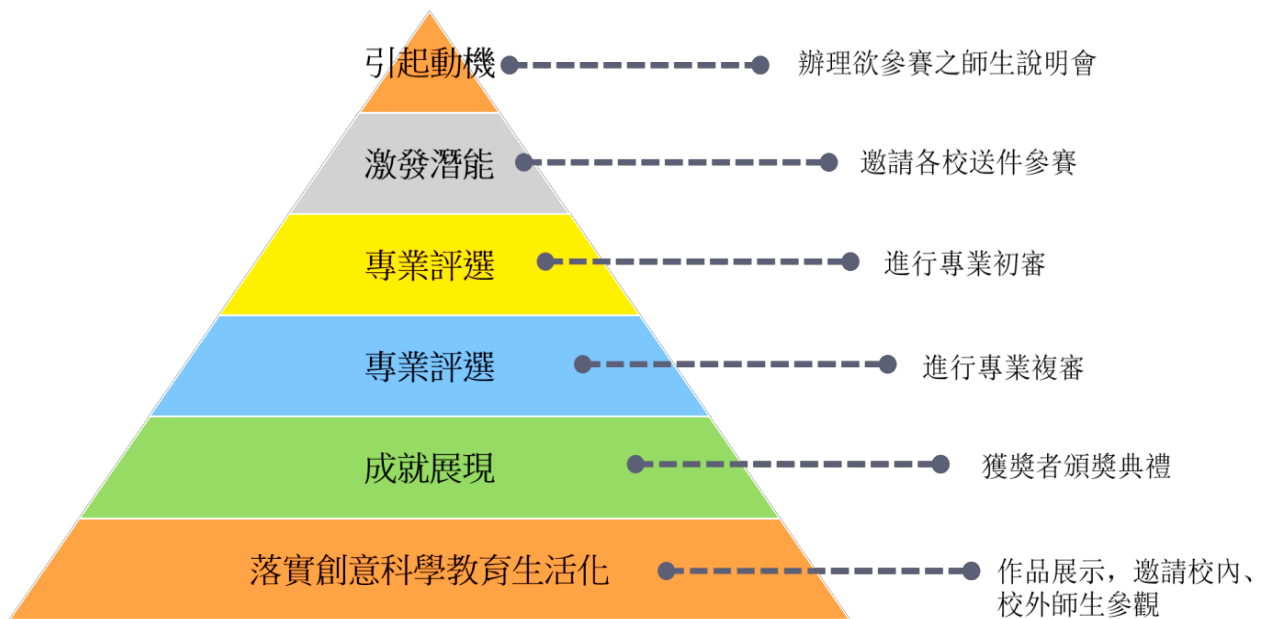 引起動機
辦理欲參賽之師生說明會
激發潛能
邀請各校送件參賽
專業評選
進行專業初審
專業評選
進行專業複審
成就展現
獲獎者頒獎典禮
落實創意科學教育生活化
作品展示，邀請校內、
校外師生參觀